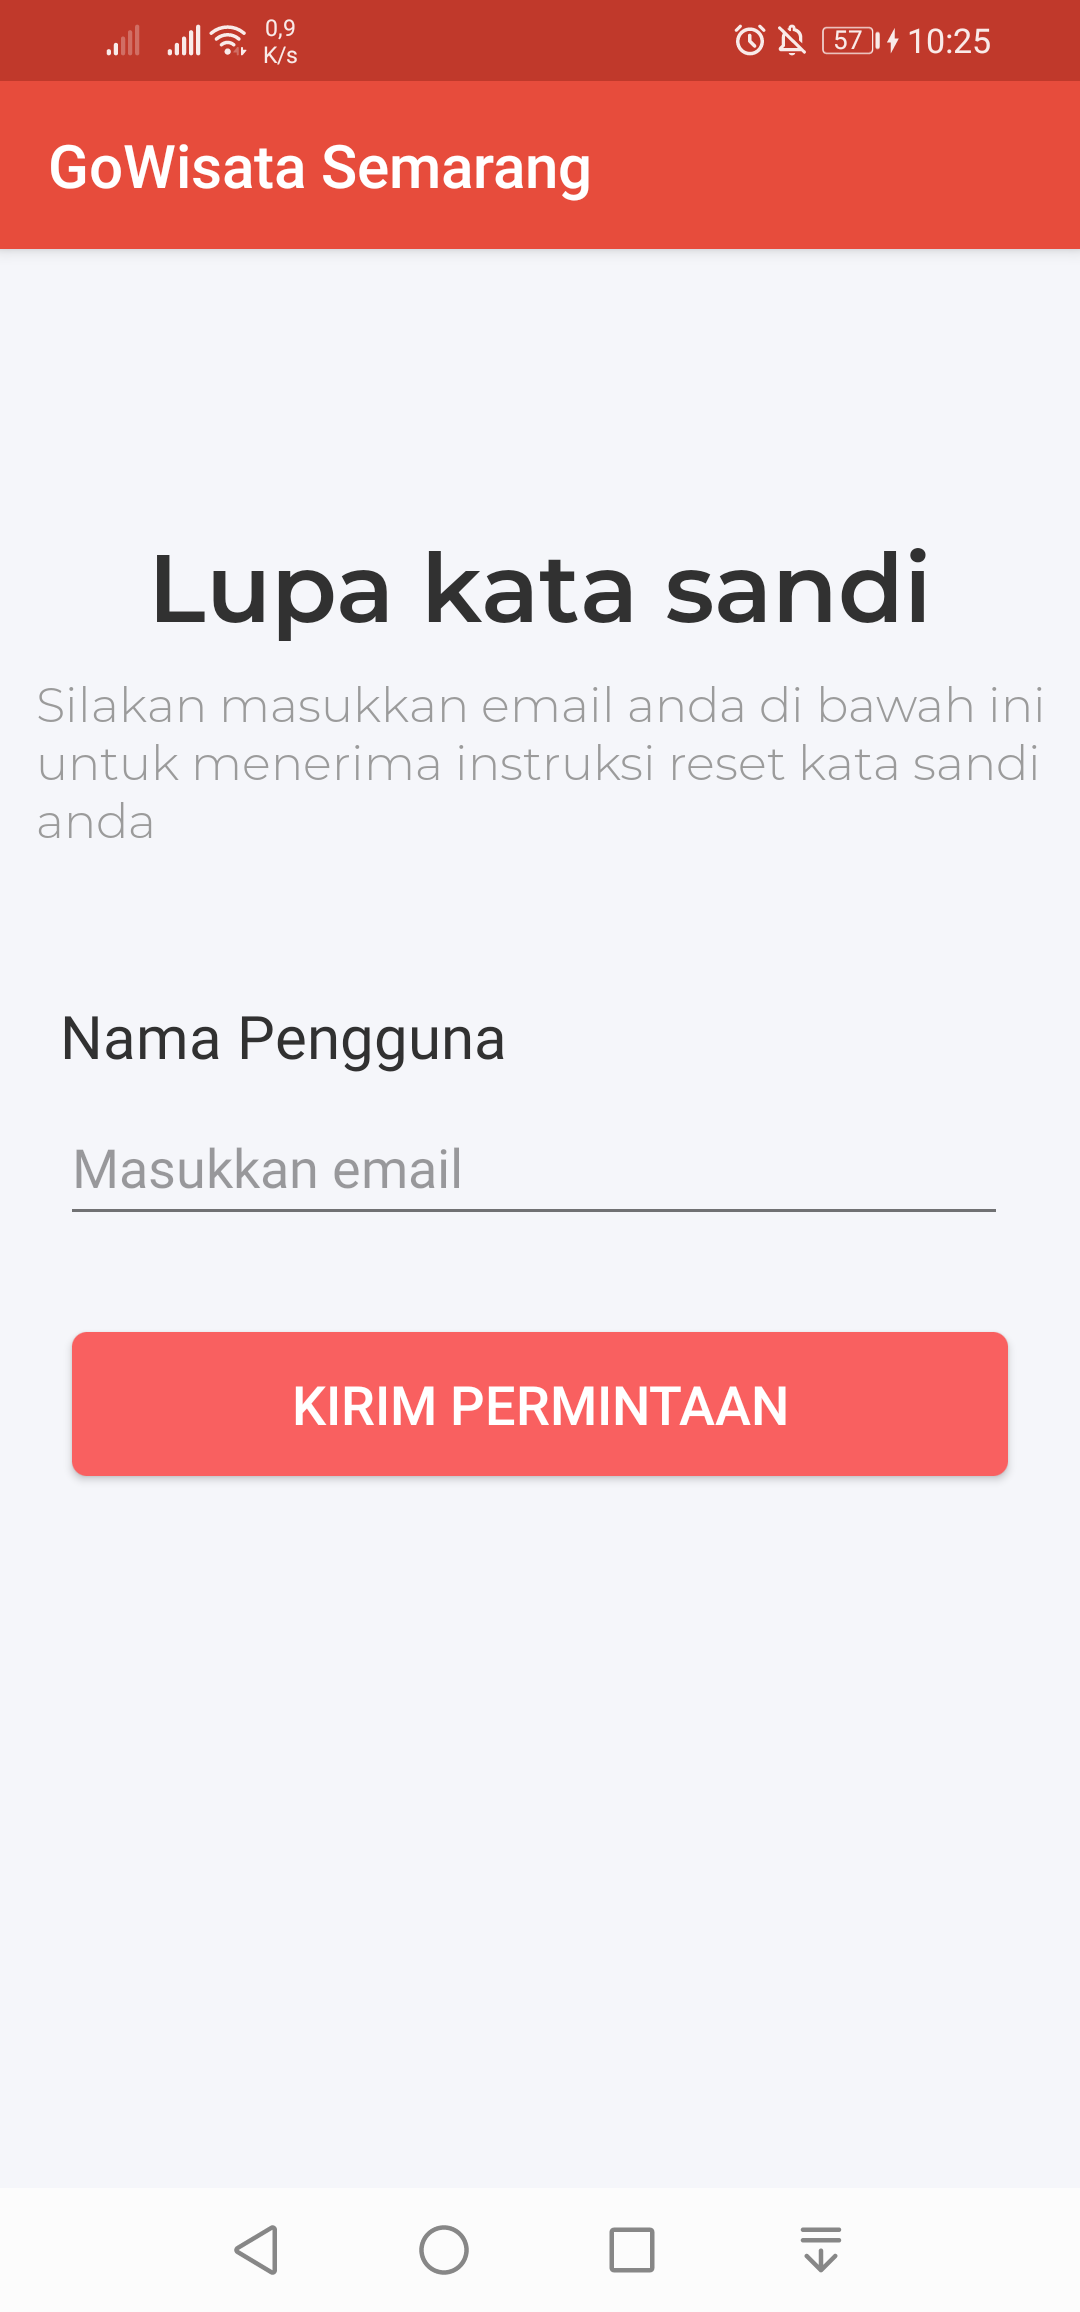 0,9
K/s
57
10:25
GoWisata Semarang
Lupa kata sandi
Silakan masukkan email anda di bawah ini
untuk menerima instruksi reset kata sandi
anda
Nama Pengguna
Masukkan email
KIRIM PERMINTAAN